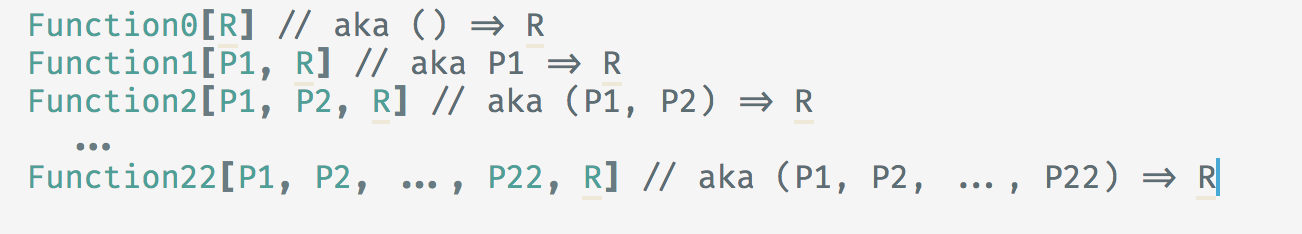 Function0[R] // aka () => R
Function1[P1, R] // aka P1 => R
Function2[P1, P2, R] // aka (P1, P2) => R
...
Function22[P1, P2, ..., P22, R] // aka (P1, P2, ..., P22) => R